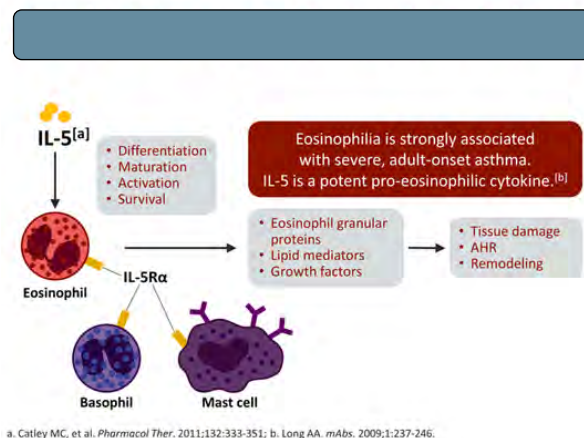 IL-5[a]
• Differentiation
• Maturation
• Activation
• Survival
Eosinophilia is strongly associated
with severe, adult-onset asthma.
IL-5 is a potent pro-eosinophilic cytokine.[b]
• Eosinophil granular
proteins
• Lipid mediators
• Growth factors
• Tissue damage
• AHR
• Remodeling
Eosinophil
IL-5Rα
Basophil
Mast cell
a. Catley MC, et al. Pharmacol Ther. 2011;132:333-351; b. Long AA. mAbs. 2009;1:237-246.